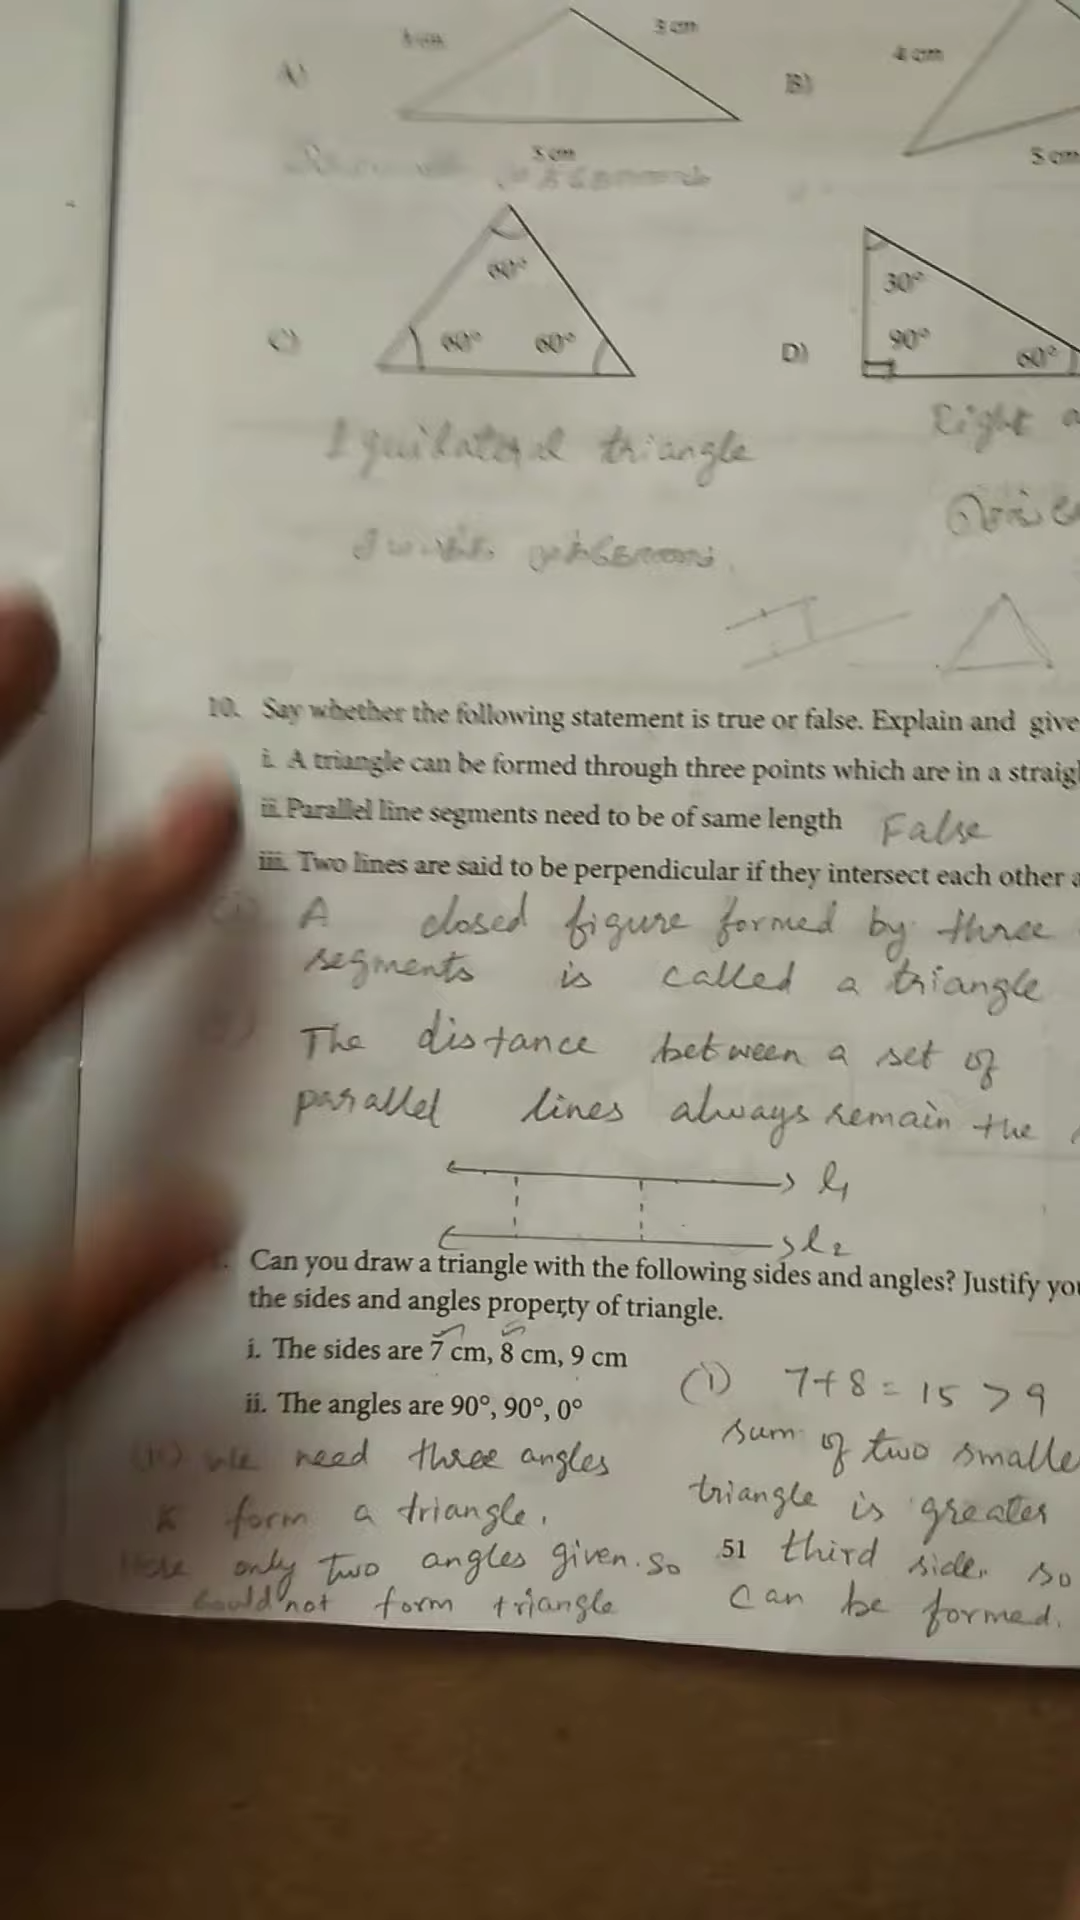 3 cm
4 cm
A)
B)
5 cm
5 cm
60°
30°
90°
60° 60°
60°
C)
D)
Equilateral triangle
Right
10. Say whether the following statement is true or false. Explain and give
i. A triangle can be formed through three points which are in a straig
ii. Parallel line segments need to be of same length False
iii. Two lines are said to be perpendicular if they intersect each other a
A closed figure formed by three
segments is called a triangle
The distance between a set of
parallel lines always remain the
l1
l2
Can you draw a triangle with the following sides and angles? Justify you
the sides and angles property of triangle.
i. The sides are 7 cm, 8 cm, 9 cm
(i) 7+8 = 15 > 9
ii. The angles are 90°, 90°, 0°
sum of two smalle
(ii) We need three angles
triangle is greater
form a triangle.
51 third side. so
Here only two angles given. So
can be formed.
could not form triangle